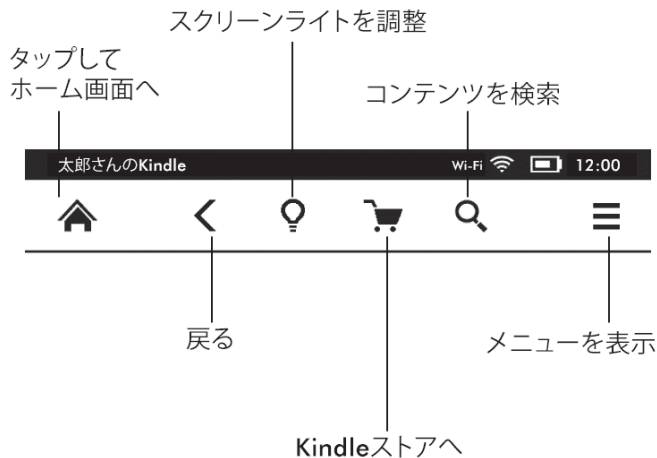 スクリーンライトを調整
タップして
ホーム画面へ
コンテンツを検索
太郎さんのKindle Wi-Fi 12:00
戻る
メニューを表示
Kindleストアへ